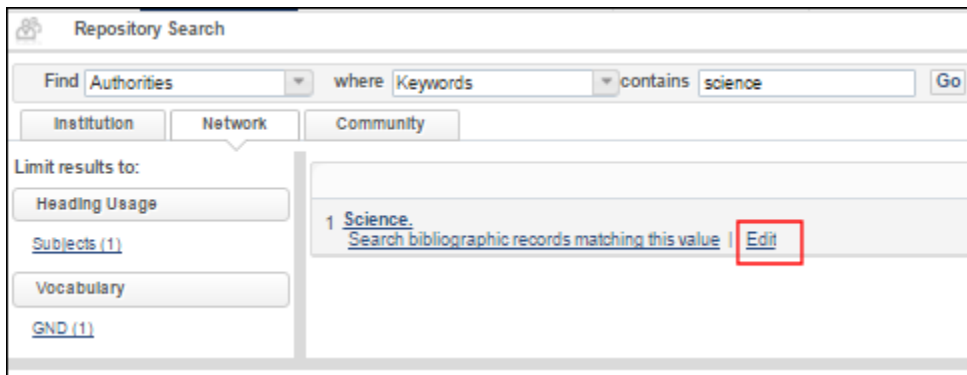 Repository Search
Find Authorities where Keywords contains science Go
Institution Network Community
Limit results to:
Heading Usage
Subjects (1)
Vocabulary
GND (1)
1 Science.
Search bibliographic records matching this value | Edit